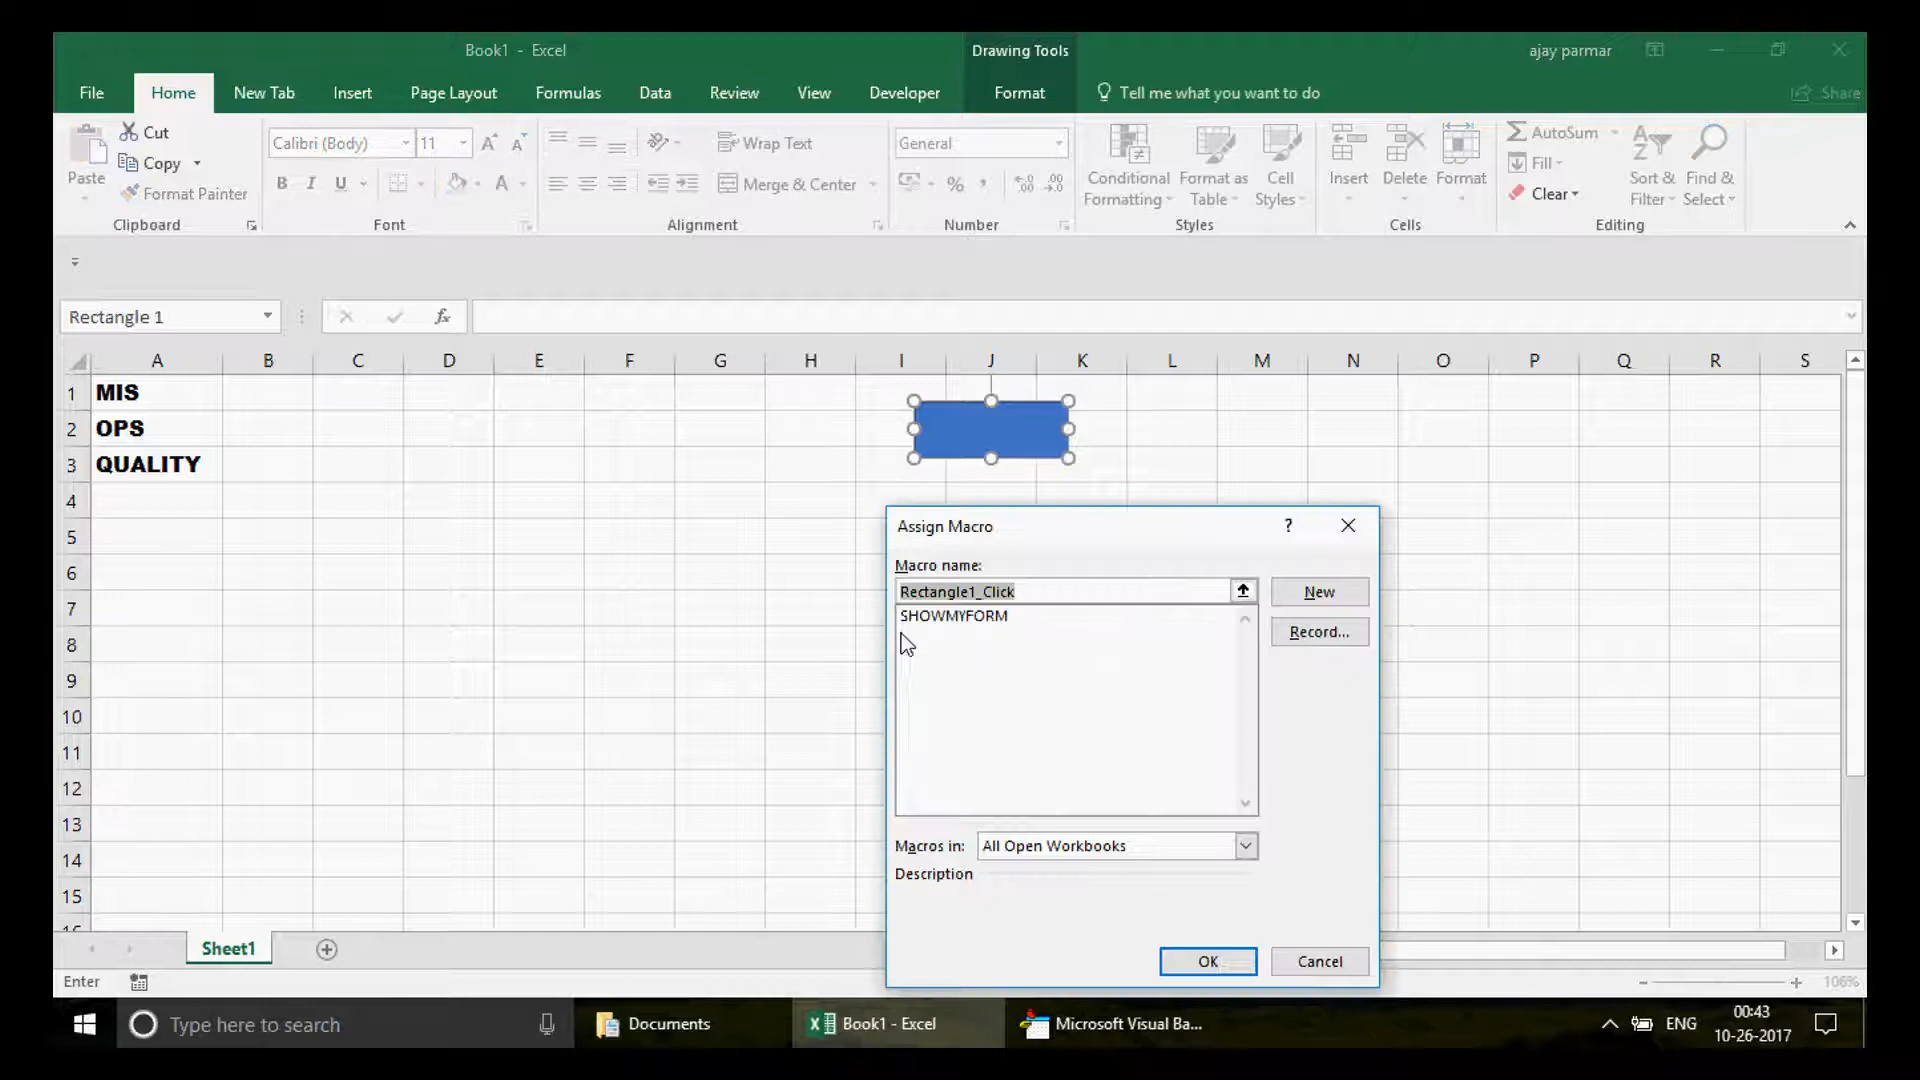 Book1 - Excel
Drawing Tools
ajay parmar
File
Home
New Tab
Insert
Page Layout
Formulas
Data
Review
View
Developer
Format
Tell me what you want to do
Share
Paste
Cut
Copy
Format Painter
Clipboard
Calibri (Body)
11
B I U
Font
Wrap Text
Merge & Center
Alignment
General
%
Number
Conditional Formatting
Format as Table
Cell Styles
Styles
Insert
Delete
Format
Cells
AutoSum
Fill
Clear
Sort & Filter
Find & Select
Editing
Rectangle 1
fx
A B C D E F G H I J K L M N O P Q R S
1 MIS
2 OPS
3 QUALITY
4
5
6
7
8
9
10
11
12
13
14
15
16
Assign Macro
?
Macro name:
Rectangle1_Click
SHOWMYFORM
New
Record...
Macros in: All Open Workbooks
Description
OK
Cancel
Sheet1
Enter
106%
Type here to search
Documents
Book1 - Excel
Microsoft Visual Ba...
ENG
00:43
10-26-2017